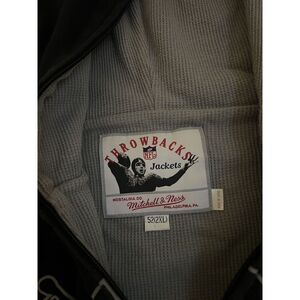 THROWBACKS
NFL
Jackets
NOSTALGIA CO.
Mitchell & Ness
PHILADELPHIA, PA.
52(2XL)